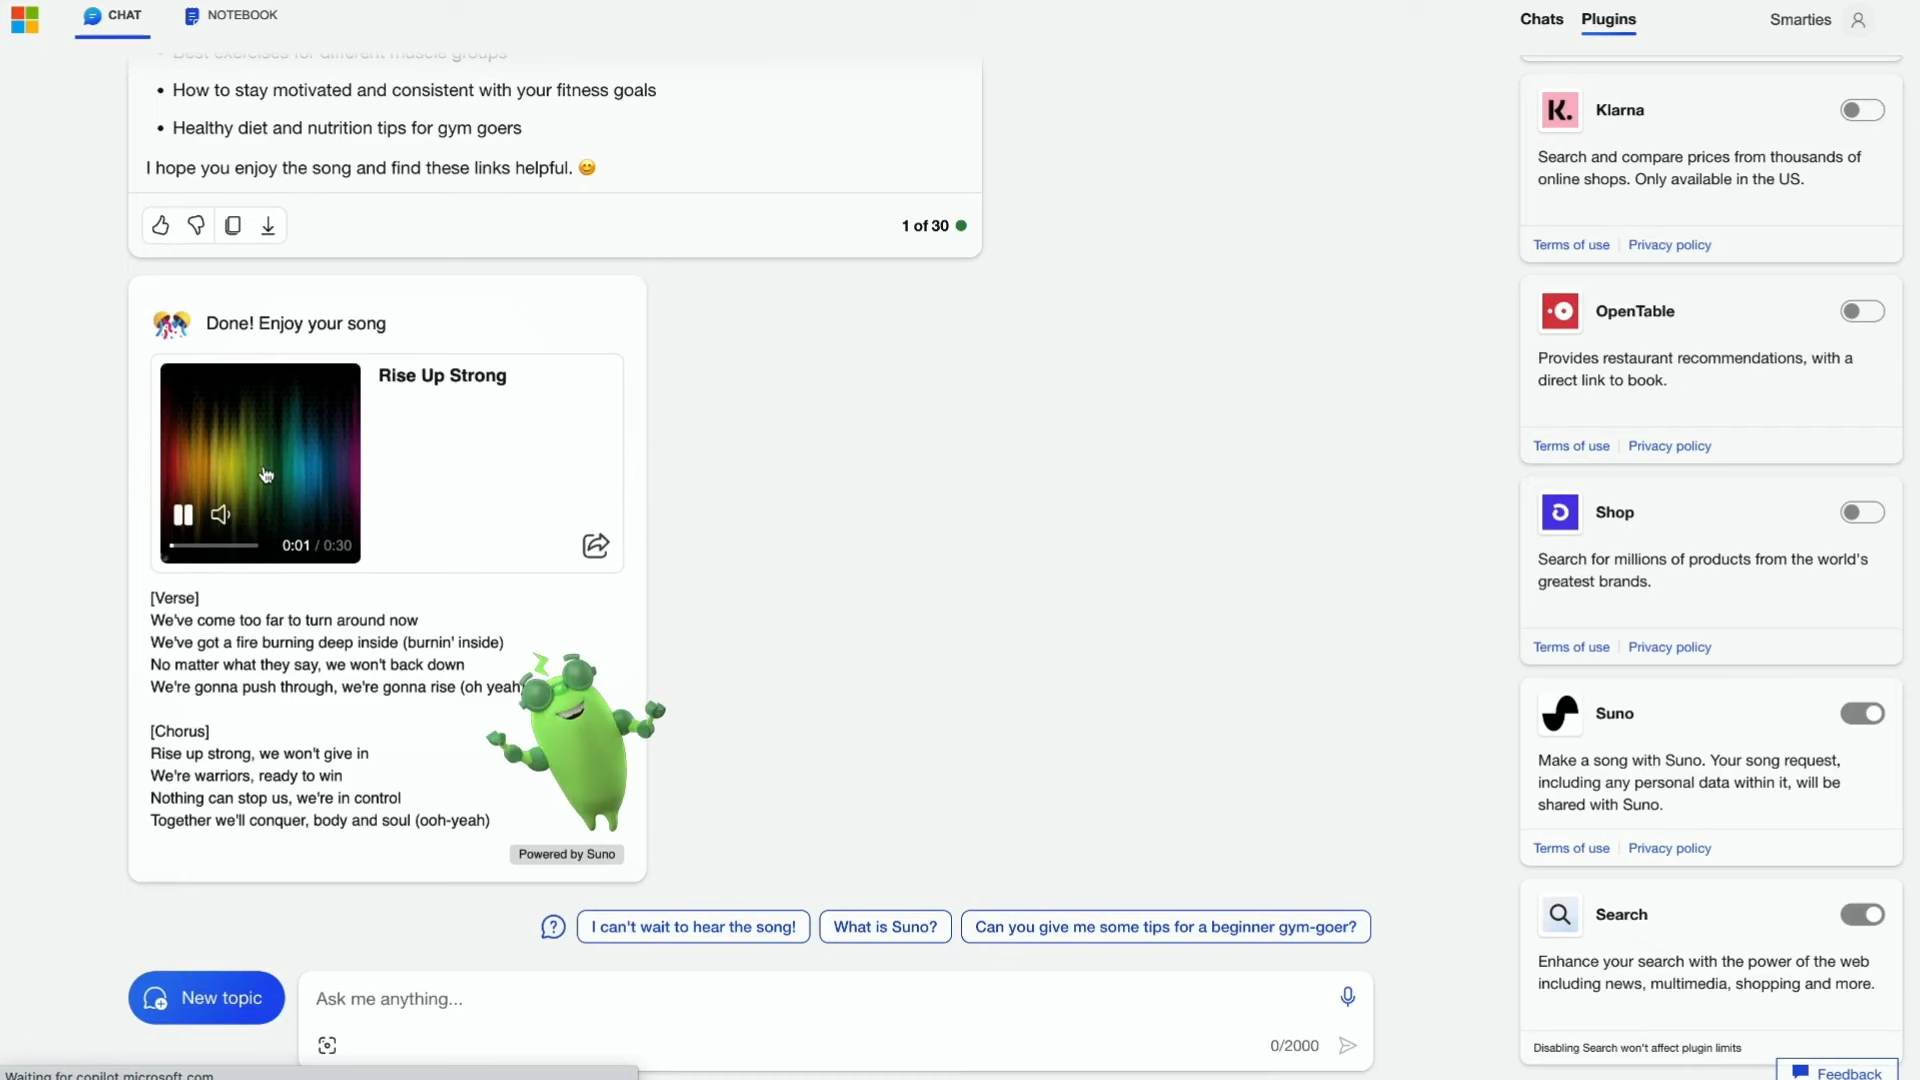 CHAT
NOTEBOOK
Chats
Plugins
Smarties
Best exercises for different muscle groups
• How to stay motivated and consistent with your fitness goals
• Healthy diet and nutrition tips for gym goers
I hope you enjoy the song and find these links helpful. 😊
1 of 30
Done! Enjoy your song
Rise Up Strong
0:01 / 0:30
[Verse]
We've come too far to turn around now
We've got a fire burning deep inside (burnin' inside)
No matter what they say, we won't back down
We're gonna push through, we're gonna rise (oh yeah
[Chorus]
Rise up strong, we won't give in
We're warriors, ready to win
Nothing can stop us, we're in control
Together we'll conquer, body and soul (ooh-yeah)
Powered by Suno
I can't wait to hear the song!
What is Suno?
Can you give me some tips for a beginner gym-goer?
New topic
Ask me anything...
0/2000
Waiting for copilot.microsoft.com
K.
Klarna
Search and compare prices from thousands of
online shops. Only available in the US.
Terms of use
Privacy policy
OpenTable
Provides restaurant recommendations, with a
direct link to book.
Terms of use
Privacy policy
Shop
Search for millions of products from the world's
greatest brands.
Terms of use
Privacy policy
Suno
Make a song with Suno. Your song request,
including any personal data within it, will be
shared with Suno.
Terms of use
Privacy policy
Search
Enhance your search with the power of the web
including news, multimedia, shopping and more.
Disabling Search won't affect plugin limits
Feedback